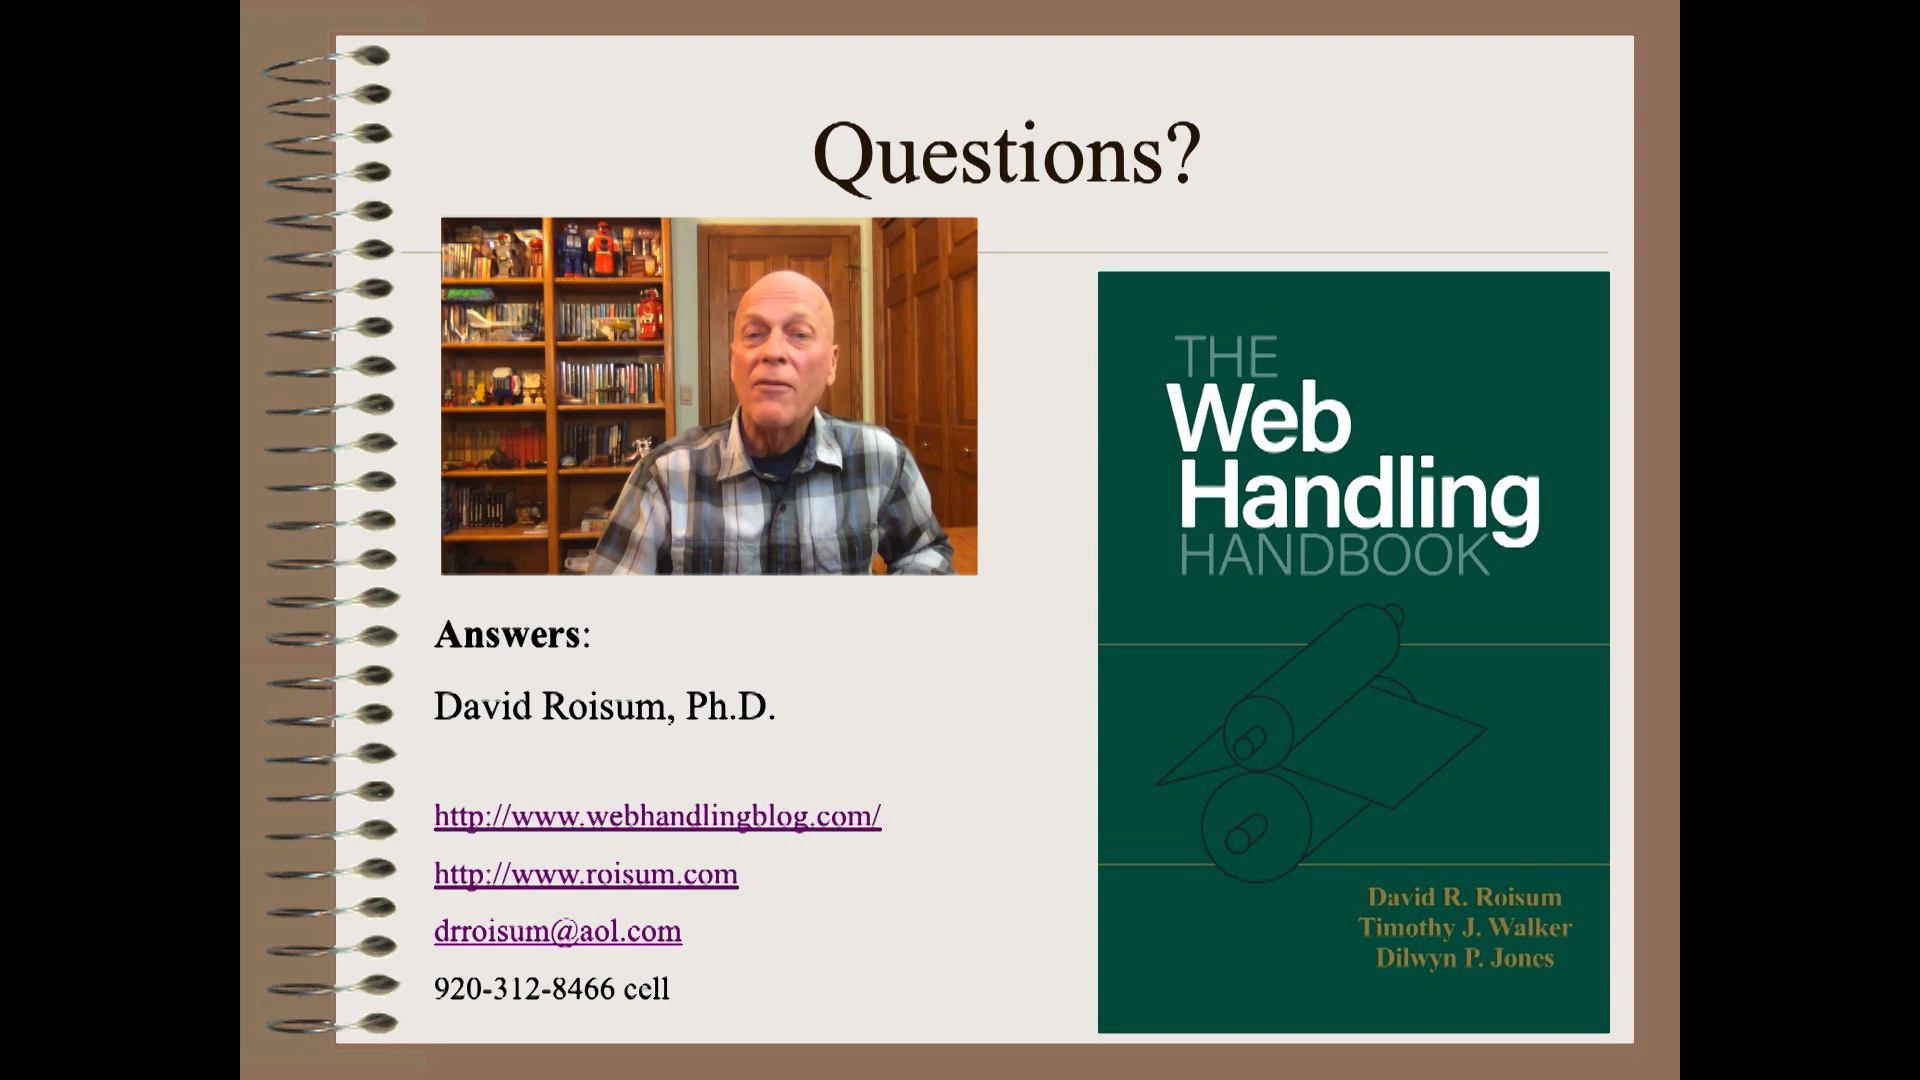 Questions?
Answers:
David Roisum, Ph.D.
http://www.webhandlingblog.com/
http://www.roisum.com
drroisum@aol.com
920-312-8466 cell
THE
Web
Handling
HANDBOOK
David R. Roisum
Timothy J. Walker
Dilwyn P. Jones